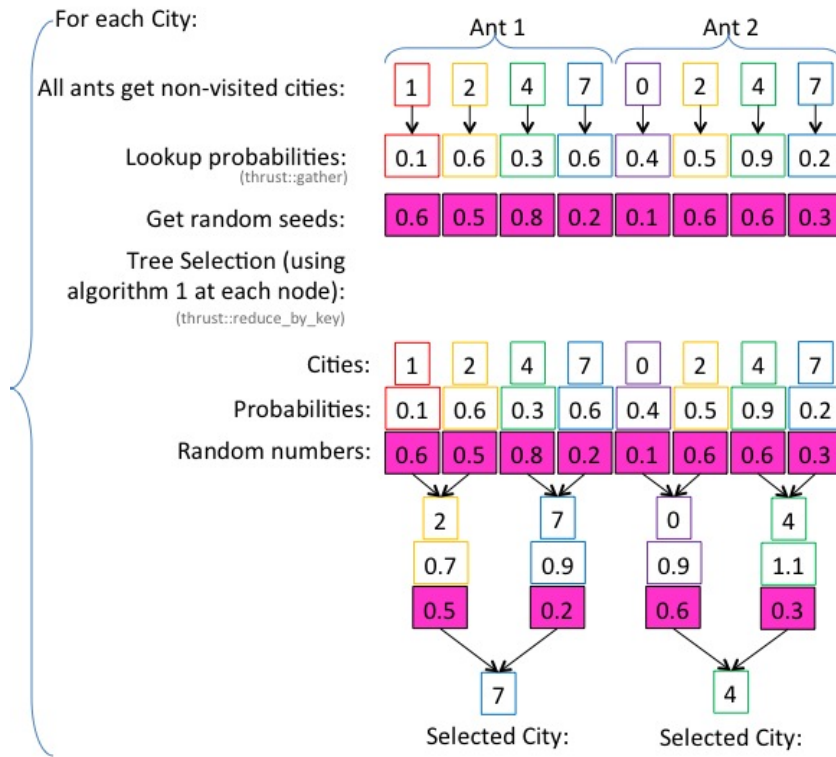 For each City:
Ant 1 Ant 2
All ants get non-visited cities: 1 2 4 7 0 2 4 7
Lookup probabilities: 0.1 0.6 0.3 0.6 0.4 0.5 0.9 0.2
(thrust::gather)
Get random seeds: 0.6 0.5 0.8 0.2 0.1 0.6 0.6 0.3
Tree Selection (using
algorithm 1 at each node):
(thrust::reduce_by_key)
Cities: 1 2 4 7 0 2 4 7
Probabilities: 0.1 0.6 0.3 0.6 0.4 0.5 0.9 0.2
Random numbers: 0.6 0.5 0.8 0.2 0.1 0.6 0.6 0.3
2 7 0 4
0.7 0.9 0.9 1.1
0.5 0.2 0.6 0.3
7 4
Selected City: Selected City: